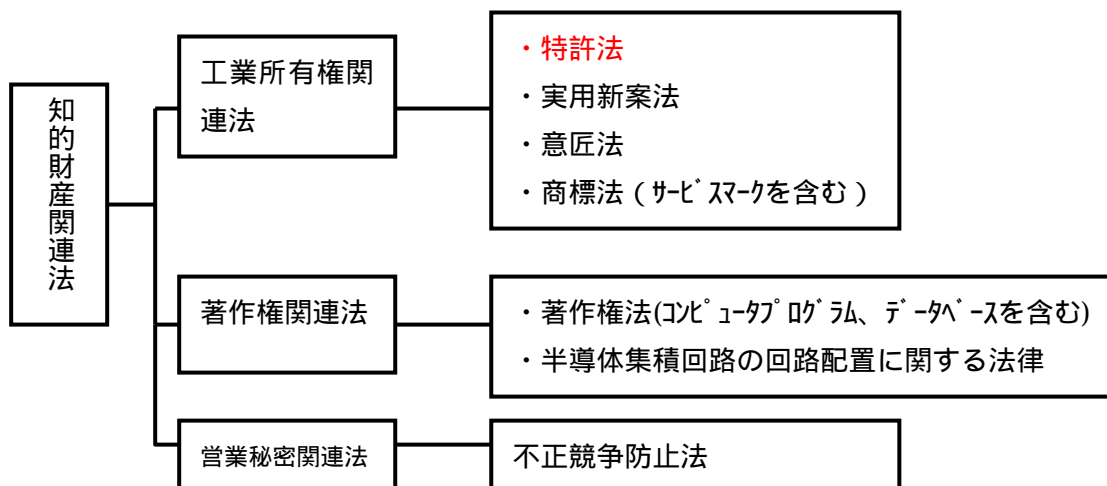 知的財産関連法
工業所有権関
連法
・特許法
・実用新案法
・意匠法
・商標法(ｻｰﾋﾞｽﾏｰｸを含む)
著作権関連法
・著作権法(ｺﾝﾋﾟｭｰﾀﾌﾟﾛｸﾞﾗﾑ、ﾃﾞｰﾀﾍﾞｰｽを含む)
・半導体集積回路の回路配置に関する法律
営業秘密関連法
不正競争防止法